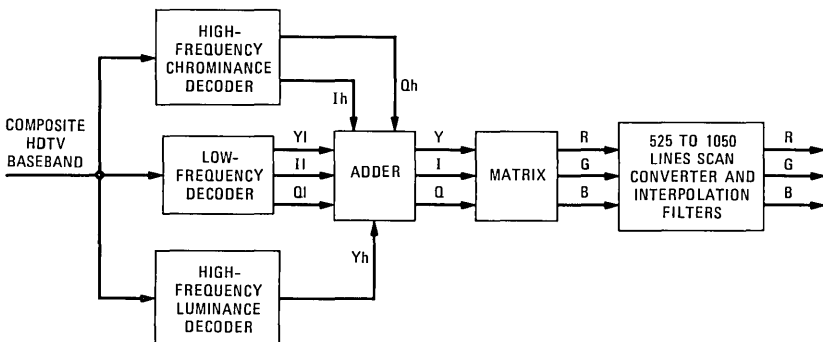 HIGH-
FREQUENCY
CHROMINANCE
DECODER
Qh
Ih
COMPOSITE
HDTV
BASEBAND
LOW-
FREQUENCY
DECODER
Yl
Il
Ql
ADDER
Y
I
Q
MATRIX
R
G
B
525 TO 1050
LINES SCAN
CONVERTER AND
INTERPOLATION
FILTERS
R
G
B
Yh
HIGH-
FREQUENCY
LUMINANCE
DECODER